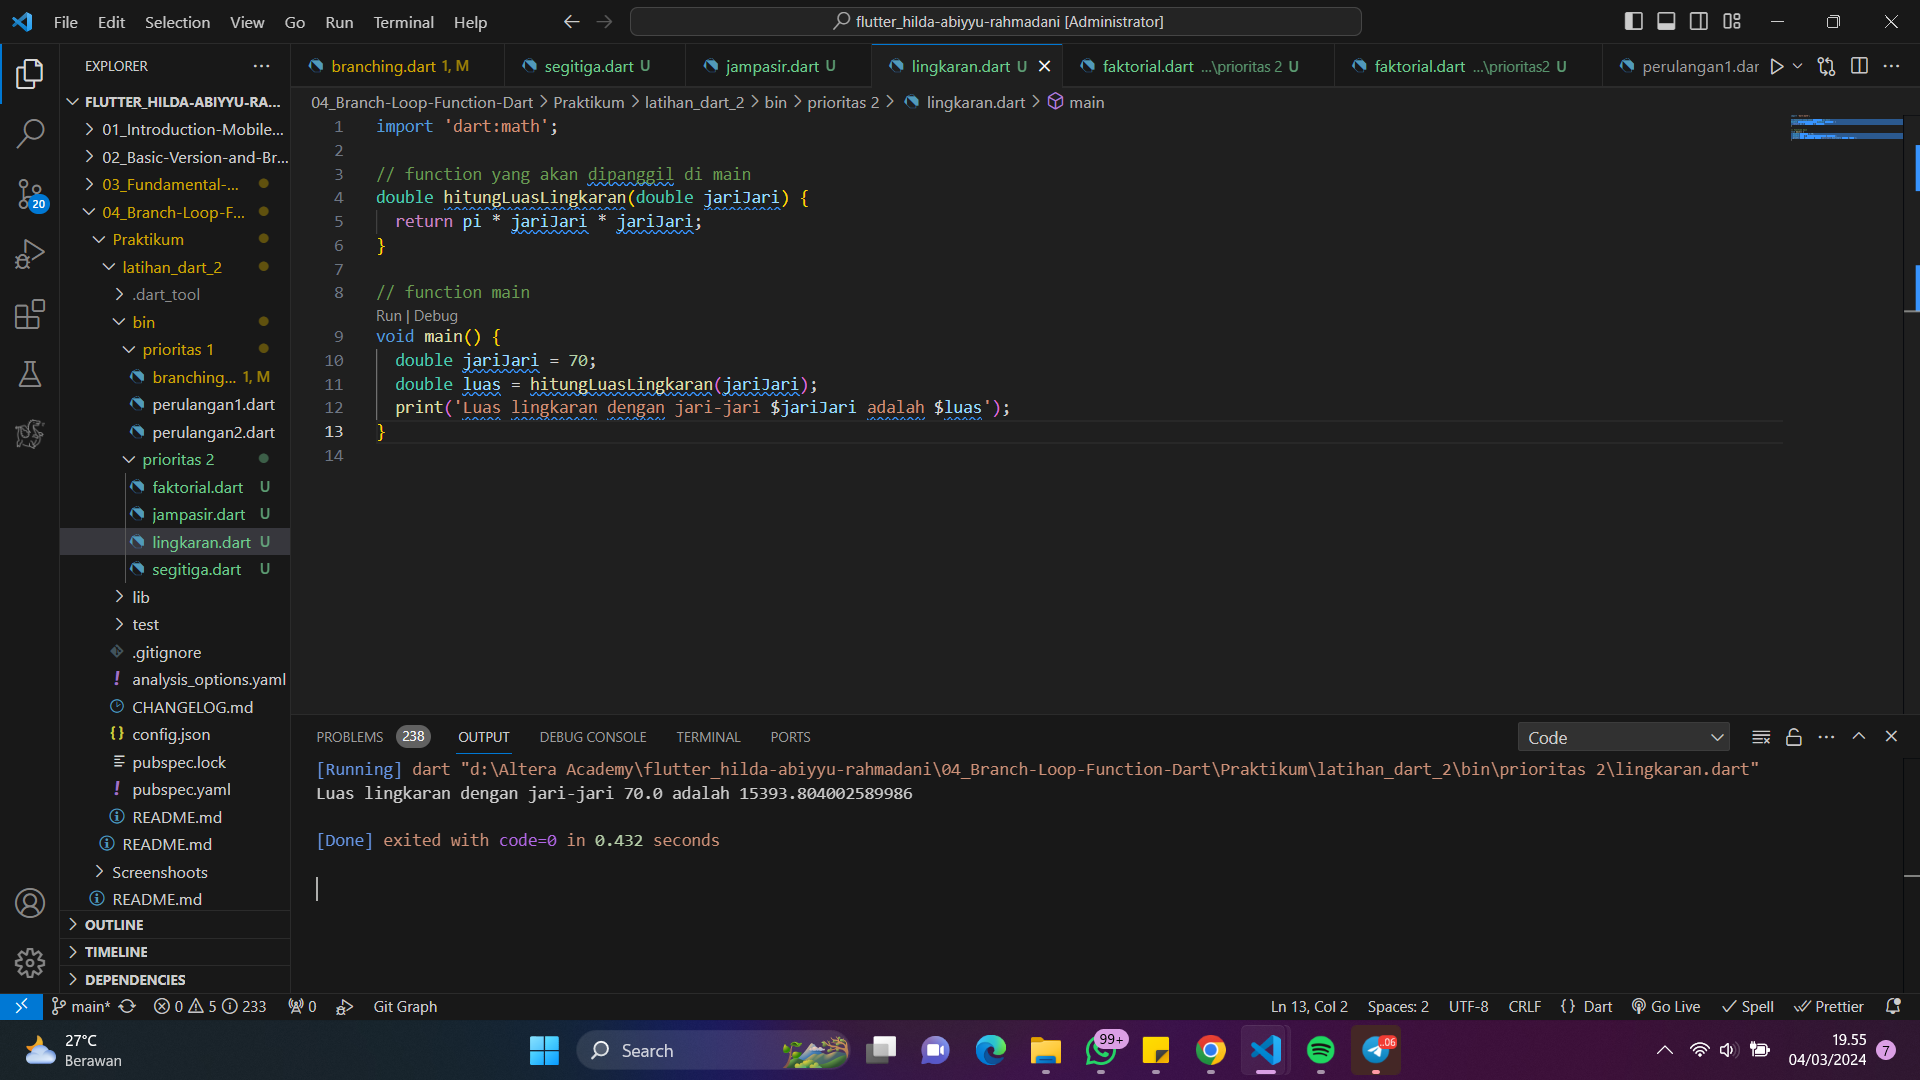 File Edit Selection View Go Run Terminal Help
flutter_hilda-abiyyu-rahmadani [Administrator]
EXPLORER
FLUTTER_HILDA-ABIYYU-RA...
01_Introduction-Mobile...
02_Basic-Version-and-Br...
03_Fundamental-...
04_Branch-Loop-F...
Praktikum
latihan_dart_2
.dart_tool
bin
prioritas 1
branching... 1, M
perulangan1.dart
perulangan2.dart
prioritas 2
faktorial.dart U
jampasir.dart U
lingkaran.dart U
segitiga.dart U
lib
test
.gitignore
analysis_options.yaml
CHANGELOG.md
config.json
pubspec.lock
pubspec.yaml
README.md
README.md
Screenshoots
README.md
OUTLINE
TIMELINE
DEPENDENCIES
20
branching.dart 1, M segitiga.dart U jampasir.dart U lingkaran.dart U faktorial.dart ...\prioritas 2 U faktorial.dart ...\prioritas2 U perulangan1.dar
04_Branch-Loop-Function-Dart > Praktikum > latihan_dart_2 > bin > prioritas 2 > lingkaran.dart > main
1 import 'dart:math';
2
3 // function yang akan dipanggil di main
4 double hitungLuasLingkaran(double jariJari) {
5 return pi * jariJari * jariJari;
6 }
7
8 // function main
Run | Debug
9 void main() {
10 double jariJari = 70;
11 double luas = hitungLuasLingkaran(jariJari);
12 print('Luas lingkaran dengan jari-jari $jariJari adalah $luas');
13 }
14
PROBLEMS 238 OUTPUT DEBUG CONSOLE TERMINAL PORTS Code
[Running] dart "d:\Altera Academy\flutter_hilda-abiyyu-rahmadani\04_Branch-Loop-Function-Dart\Praktikum\latihan_dart_2\bin\prioritas 2\lingkaran.dart"
Luas lingkaran dengan jari-jari 70.0 adalah 15393.804002589986
[Done] exited with code=0 in 0.432 seconds
main* 0 5 233 0 Git Graph Ln 13, Col 2 Spaces: 2 UTF-8 CRLF {} Dart Go Live Spell Prettier
27°C
Berawan
Search
99+
..06
19.55
04/03/2024
7